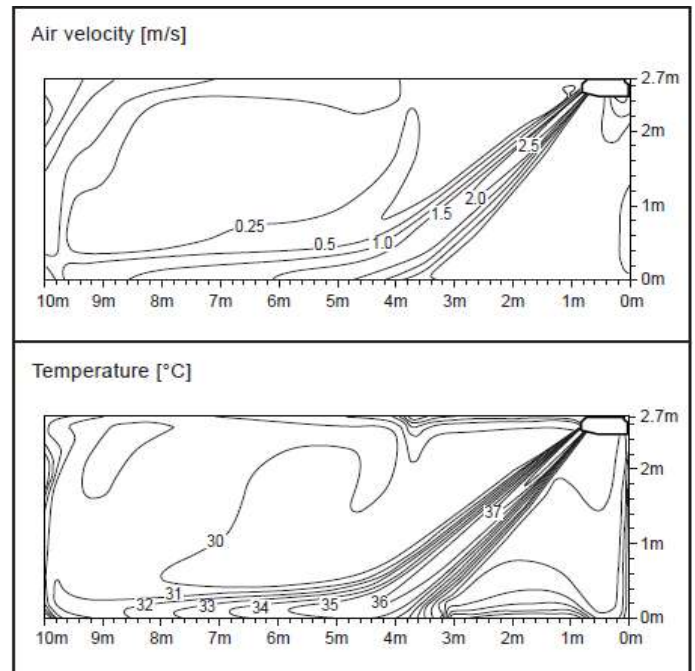 Air velocity [m/s]
2.7m
2m
2.5
2.0
1m
1.5
0.25
0.5
1.0
0m
10m 9m 8m 7m 6m 5m 4m 3m 2m 1m 0m
Temperature [°C]
2.7m
2m
37
30
1m
31
32 33 34 35 36
0m
10m 9m 8m 7m 6m 5m 4m 3m 2m 1m 0m